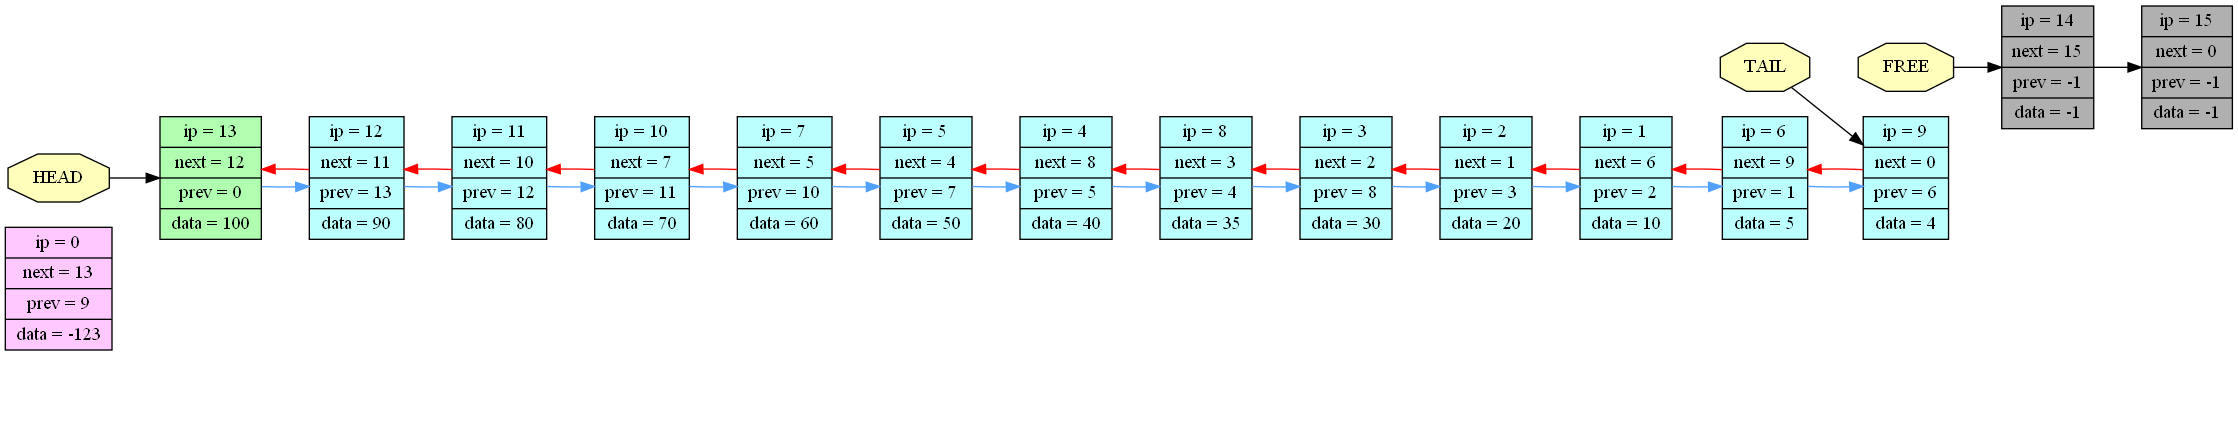 HEAD
ip = 13
next = 12
prev = 0
data = 100
ip = 12
next = 11
prev = 13
data = 90
ip = 11
next = 10
prev = 12
data = 80
ip = 10
next = 7
prev = 11
data = 70
ip = 7
next = 5
prev = 10
data = 60
ip = 5
next = 4
prev = 7
data = 50
ip = 4
next = 8
prev = 5
data = 40
ip = 8
next = 3
prev = 4
data = 35
ip = 3
next = 2
prev = 8
data = 30
ip = 2
next = 1
prev = 3
data = 20
ip = 1
next = 6
prev = 2
data = 10
ip = 6
next = 9
prev = 1
data = 5
TAIL
ip = 9
next = 0
prev = 6
data = 4
FREE
ip = 14
next = 15
prev = -1
data = -1
ip = 15
next = 0
prev = -1
data = -1
ip = 0
next = 13
prev = 9
data = -123